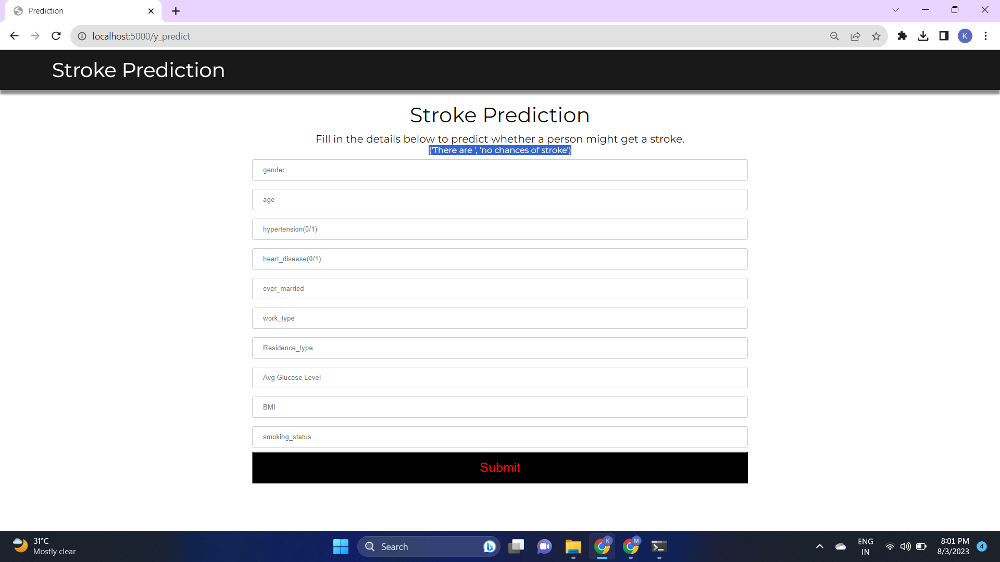 Prediction
localhost:5000/y_predict
K
Stroke Prediction
Stroke Prediction
Fill in the details below to predict whether a person might get a stroke.
('There are ', 'no chances of stroke')
gender
age
hypertension(0/1)
heart_disease(0/1)
ever_married
work_type
Residence_type
Avg Glucose Level
BMI
smoking_status
Submit
31°C
Mostly clear
Search
K
M
ENG
IN
8:01 PM
8/3/2023
4